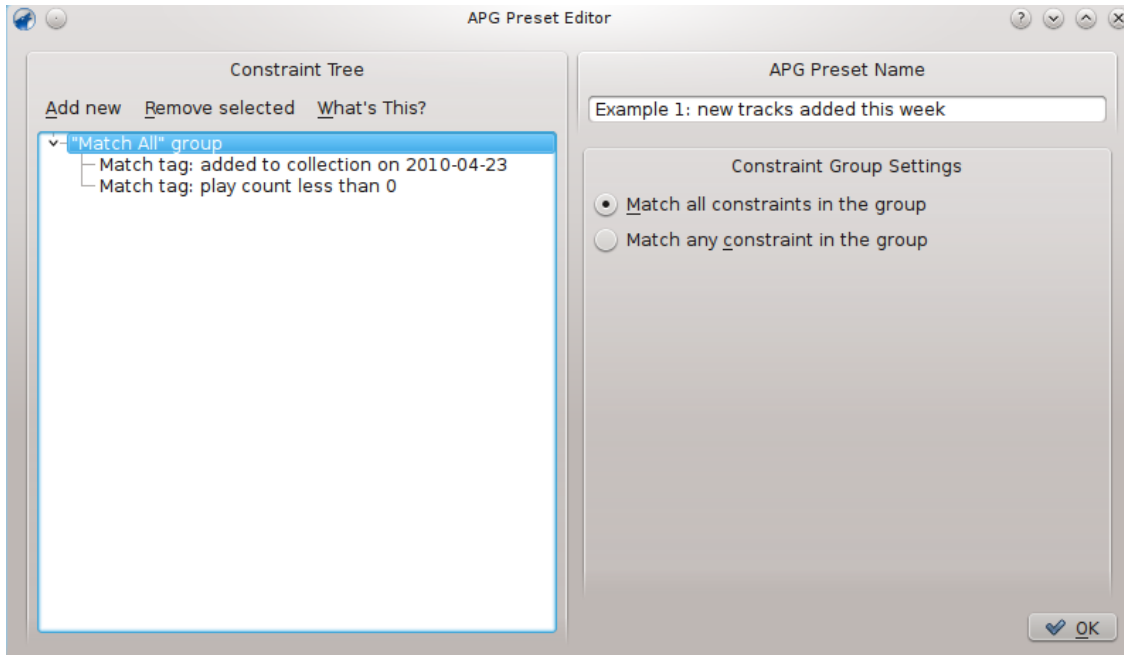 APG Preset Editor
Constraint Tree
Add new Remove selected What's This?
"Match All" group
Match tag: added to collection on 2010-04-23
Match tag: play count less than 0
APG Preset Name
Example 1: new tracks added this week
Constraint Group Settings
Match all constraints in the group
Match any constraint in the group
OK